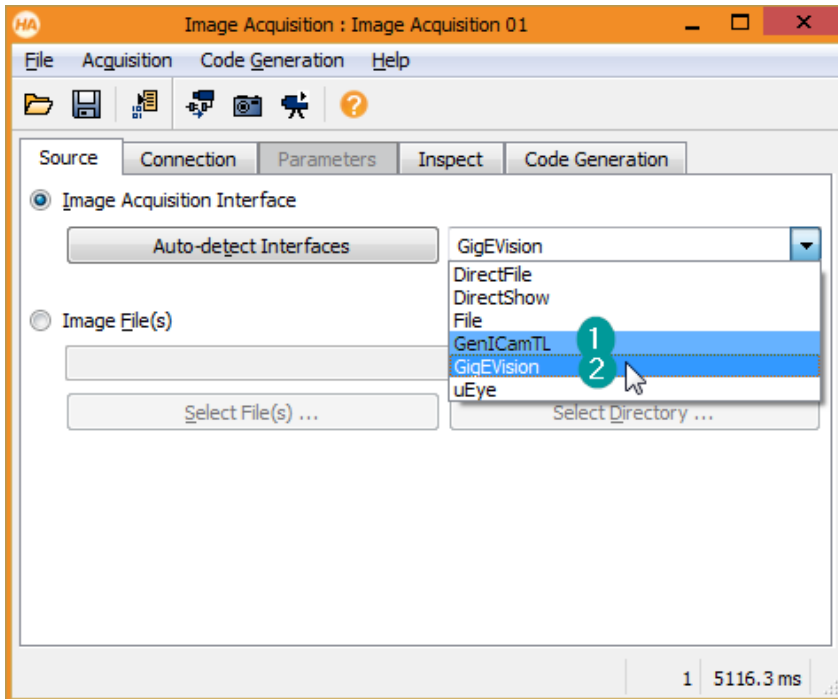 HA Image Acquisition : Image Acquisition 01
File Acquisition Code Generation Help
?
Source Connection Parameters Inspect Code Generation
Image Acquisition Interface
Auto-detect Interfaces GigEVision
DirectFile
DirectShow
Image File(s) File
GenICamTL 1
GigEVision 2
uEye
Select File(s) ... Select Directory ...
1 5116.3 ms